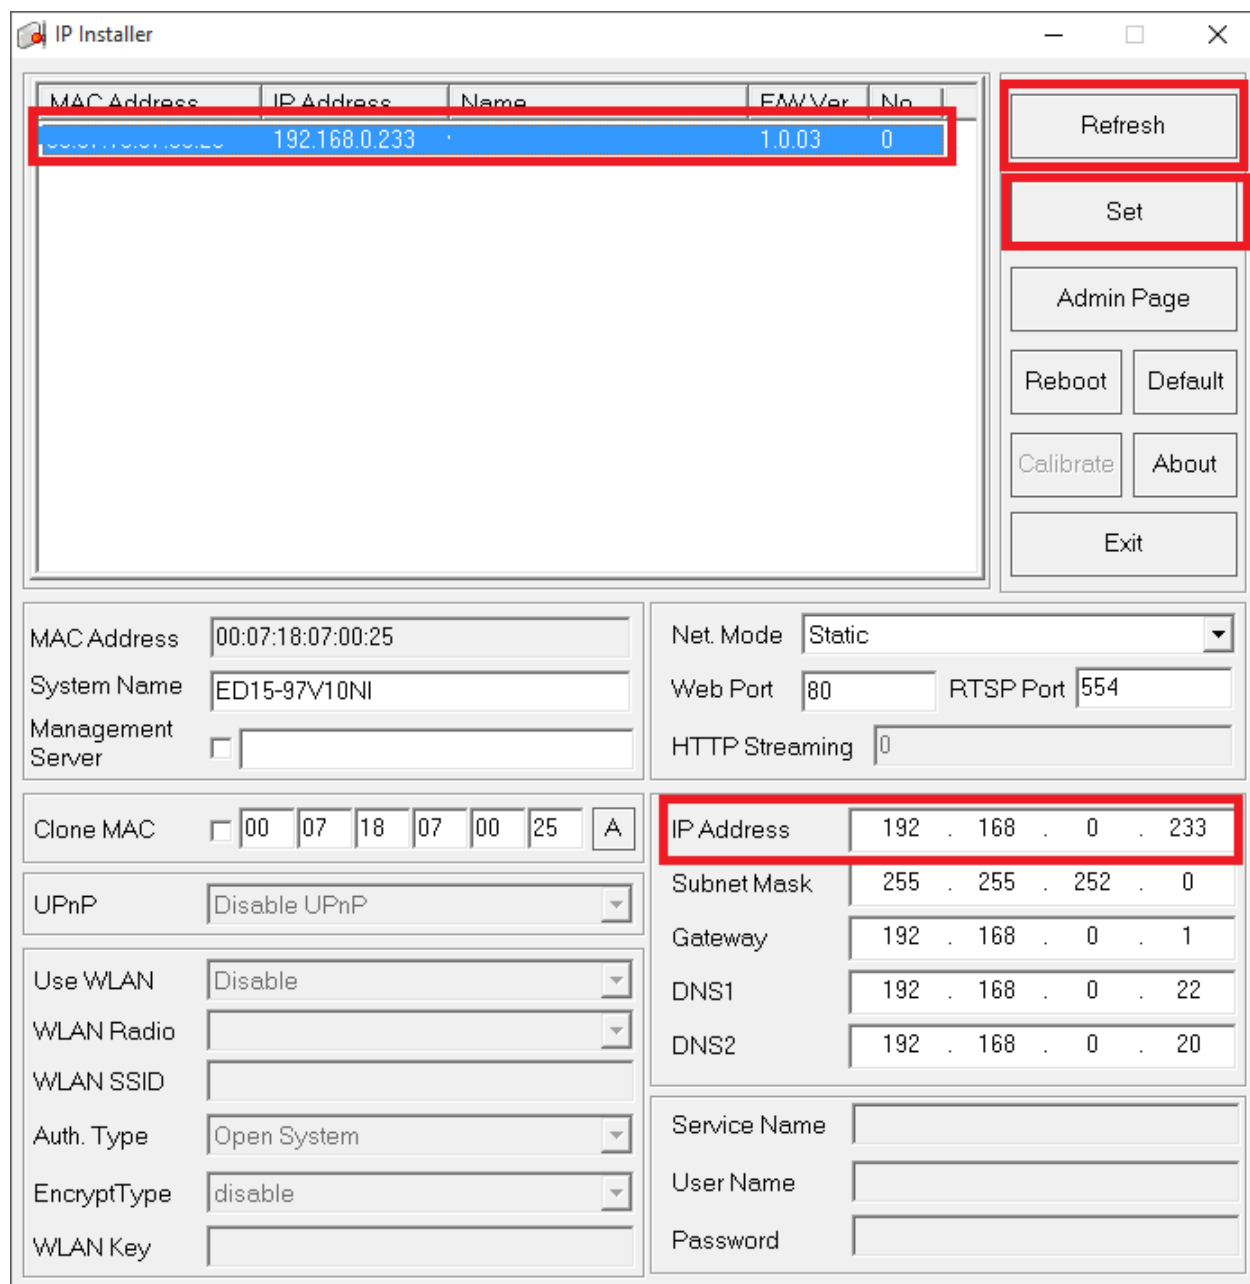 IP Installer
MAC Address IP Address Name F/W Ver No
192.168.0.233 1.0.03 0
Refresh
Set
Admin Page
Reboot Default
Calibrate About
Exit
MAC Address 00:07:18:07:00:25
System Name ED15-97V10NI
Management
Server
Net. Mode Static
Web Port 80 RTSP Port 554
HTTP Streaming 0
Clone MAC 00 07 18 07 00 25 A
UPnP Disable UPnP
Use WLAN Disable
WLAN Radio
WLAN SSID
Auth. Type Open System
EncryptType disable
WLAN Key
IP Address 192 . 168 . 0 . 233
Subnet Mask 255 . 255 . 252 . 0
Gateway 192 . 168 . 0 . 1
DNS1 192 . 168 . 0 . 22
DNS2 192 . 168 . 0 . 20
Service Name
User Name
Password